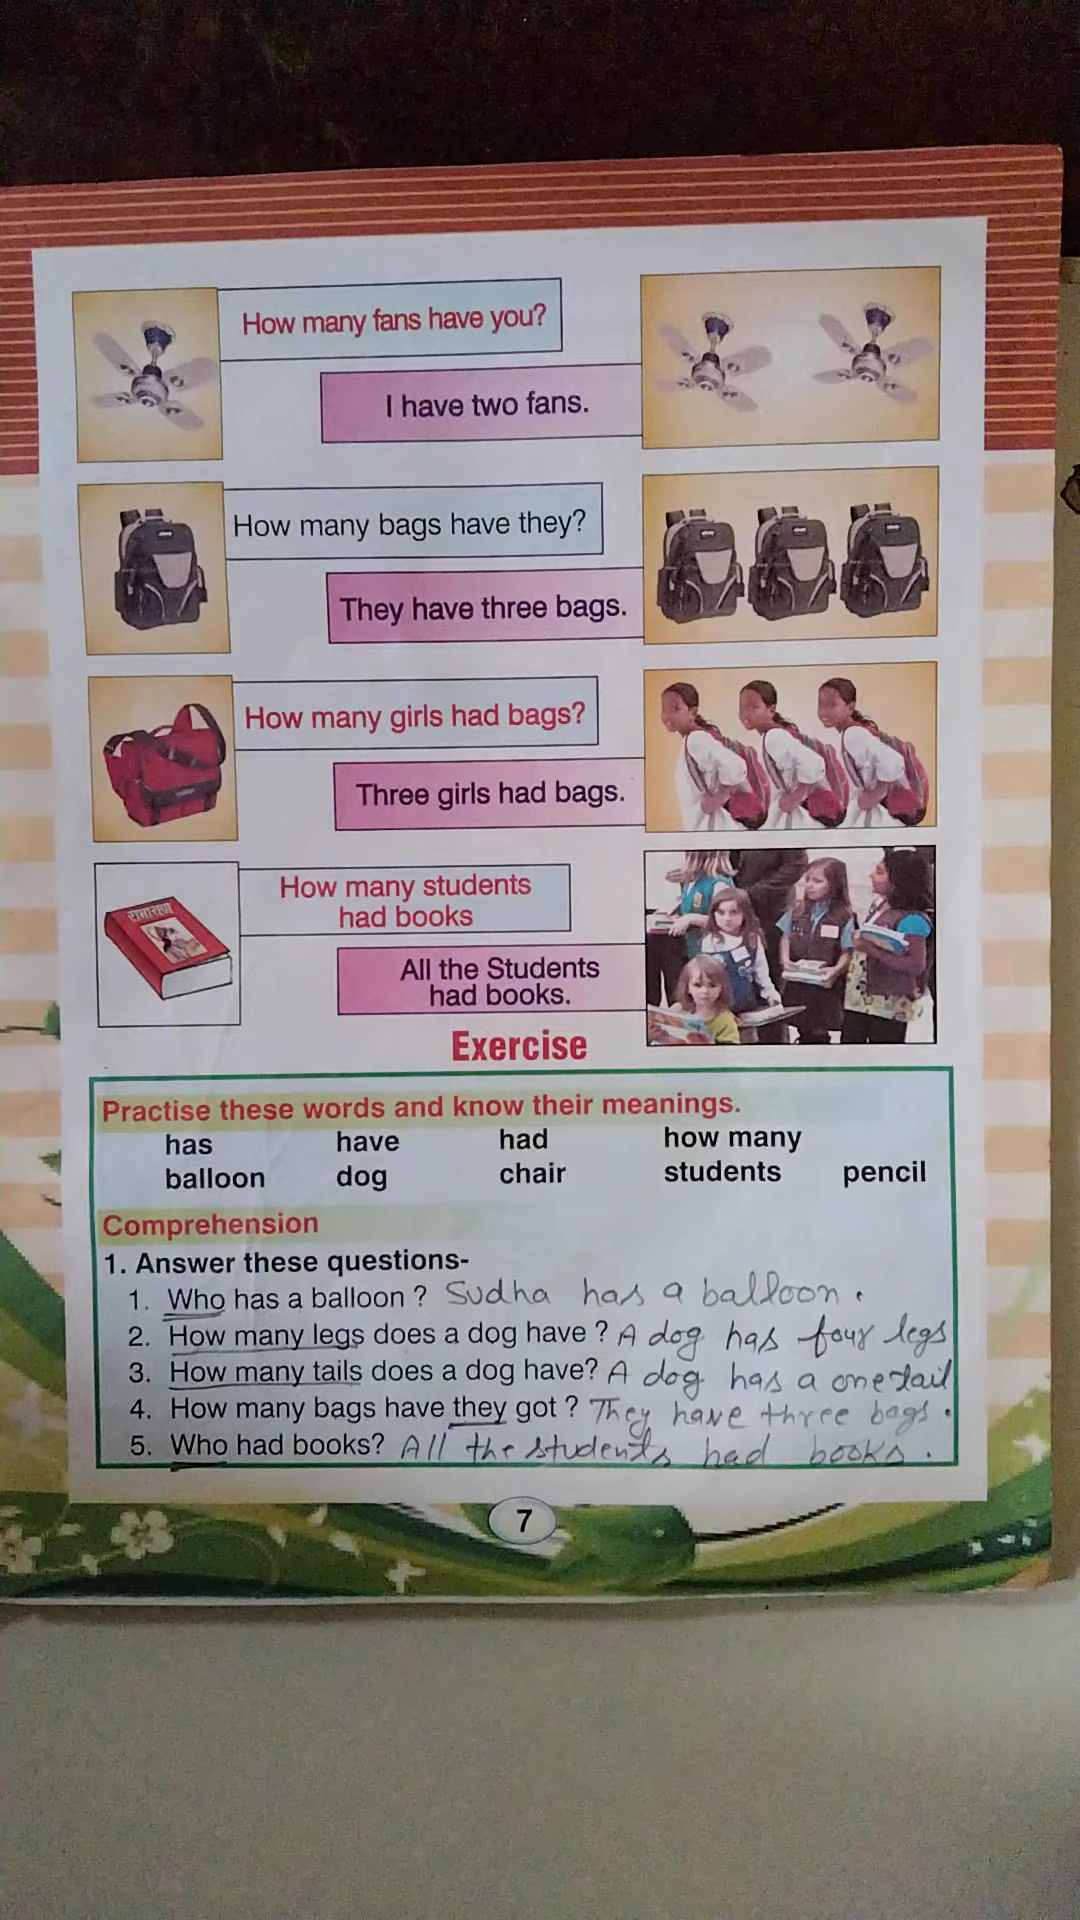 How many fans have you?
I have two fans.
How many bags have they?
They have three bags.
How many girls had bags?
Three girls had bags.
How many students
had books
रामायण
All the Students
had books.
Exercise
Practise these words and know their meanings.
has have had how many
balloon dog chair students pencil
Comprehension
1. Answer these questions-
1. Who has a balloon ? Sudha has a balloon.
2. How many legs does a dog have ? A dog has four legs
3. How many tails does a dog have? A dog has a one tail
4. How many bags have they got ? They have three bags.
5. Who had books? All the students had books.
7